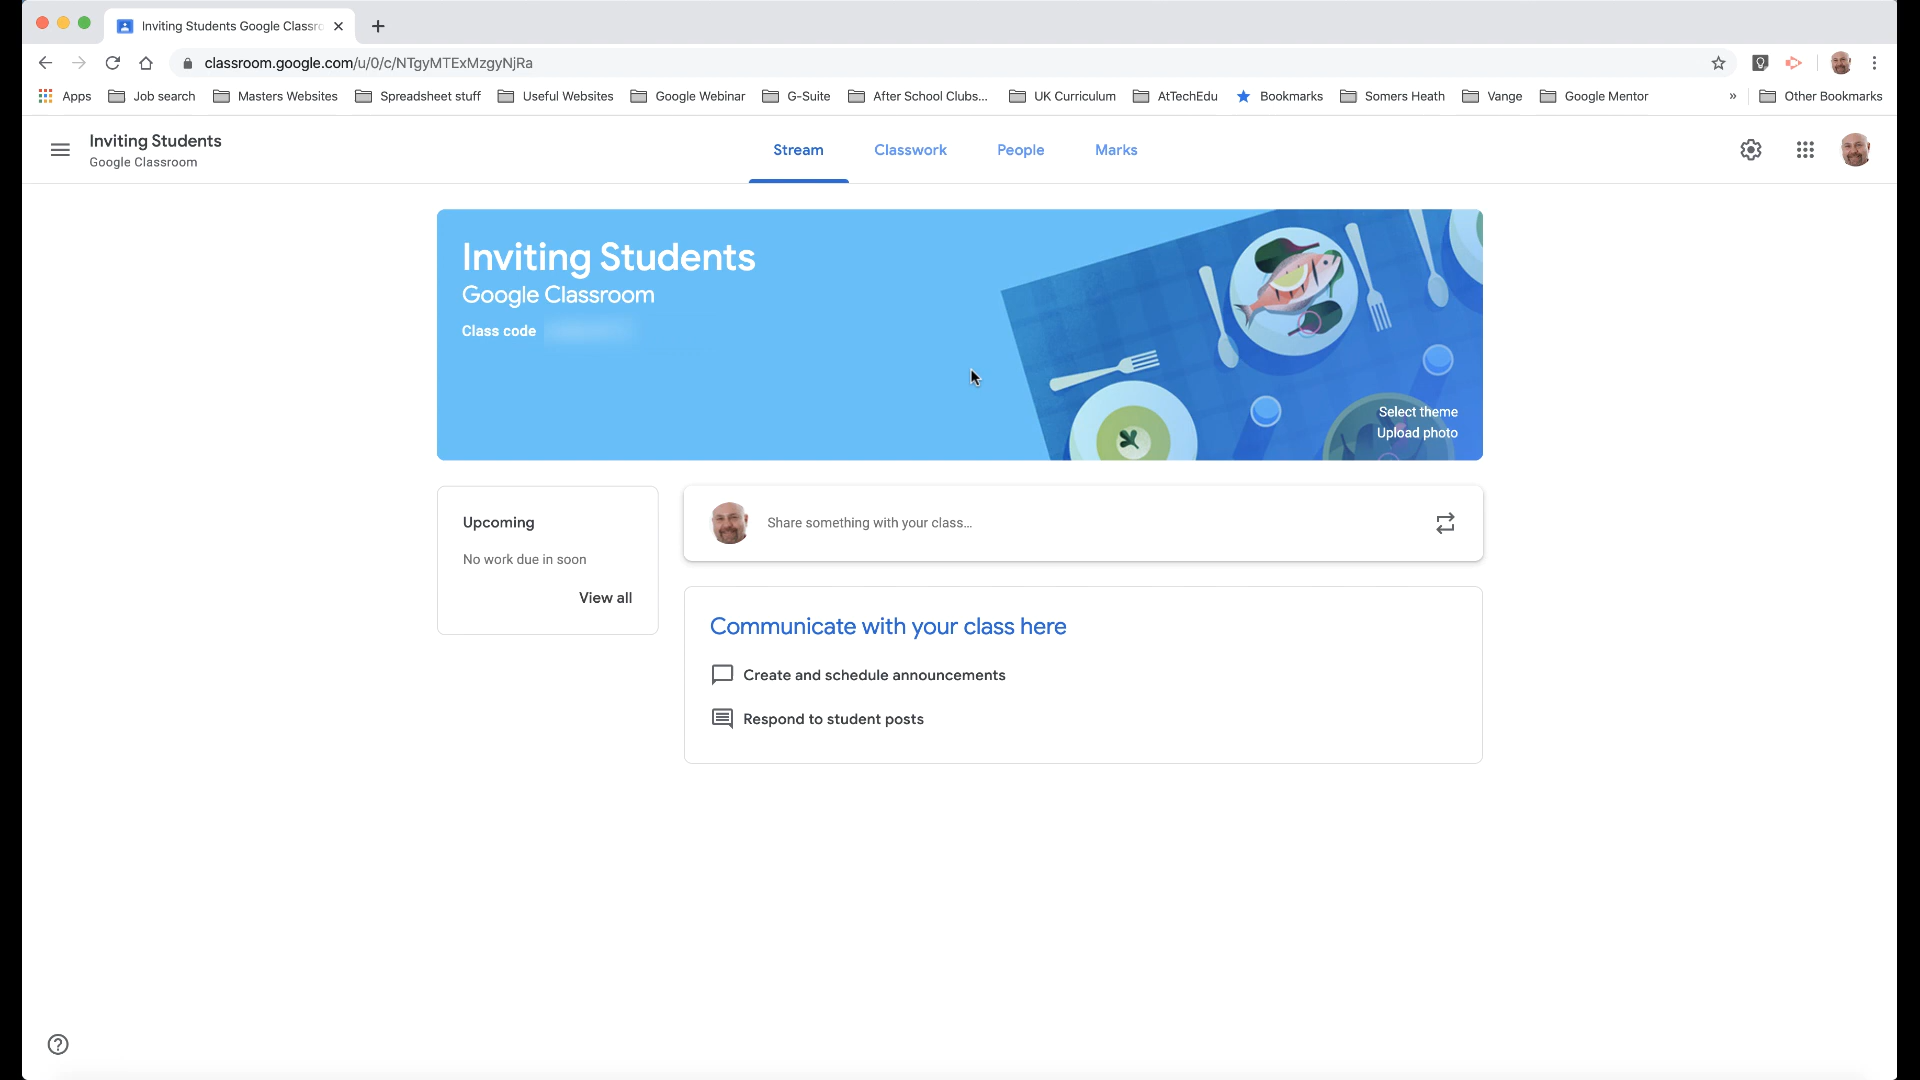 Inviting Students Google Classro
classroom.google.com/u/0/c/NTgyMTExMzgyNjRa
Apps Job search Masters Websites Spreadsheet stuff Useful Websites Google Webinar G-Suite After School Clubs... UK Curriculum AtTechEdu Bookmarks Somers Heath Vange Google Mentor » Other Bookmarks
Inviting Students
Google Classroom
Stream Classwork People Marks
Inviting Students
Google Classroom
Class code
Select theme
Upload photo
Upcoming
No work due in soon
View all
Share something with your class...
Communicate with your class here
Create and schedule announcements
Respond to student posts